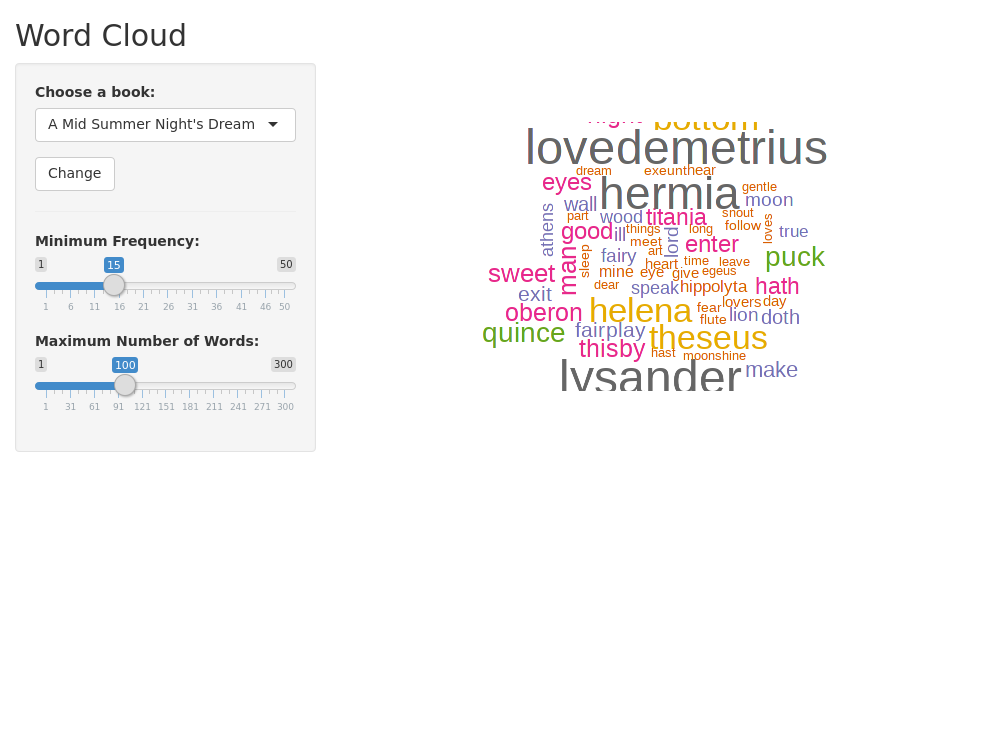 Word Cloud
Choose a book:
A Mid Summer Night's Dream
Change
Minimum Frequency:
1 15 50
1 6 11 16 21 26 31 36 41 46 50
Maximum Number of Words:
1 100 300
1 31 61 91 121 151 181 211 241 271 300
night bottom
love demetrius
dream exeunt hear
eyes hermia gentle
wall moon
athens part wood titania snout
good ill things long follow loves true
meet lord enter
man sleep fairy art puck
heart time leave
sweet mine eye give egeus
dear speak hippolyta hath
exit
oberon helena fear lovers day
flute lion doth
quince fairy play theseus
thisby hast moonshine
lysander make